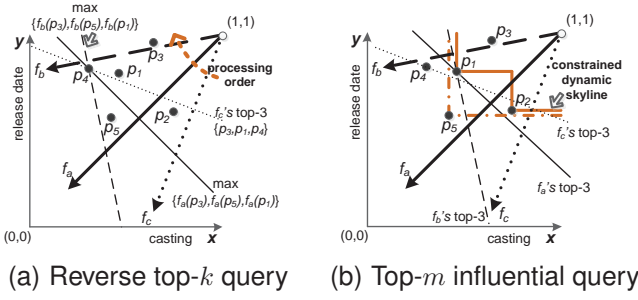 max
{f_b(p_3),f_b(p_5),f_b(p_1)}
(1,1)
y
release date
f_b
p_4
p_3
p_1
processing
order
p_2
p_5
f_c's top-3
{p_3,p_1,p_4}
f_a
max
{f_a(p_3),f_a(p_5),f_a(p_1)}
f_c
(0,0)
casting
x
(a) Reverse top-k query
(1,1)
y
release date
p_3
f_b
p_4
p_1
constrained
dynamic
skyline
p_2
p_5
f_c's top-3
f_a
f_a's top-3
f_b's top-3
f_c
(0,0)
casting
x
(b) Top-m influential query